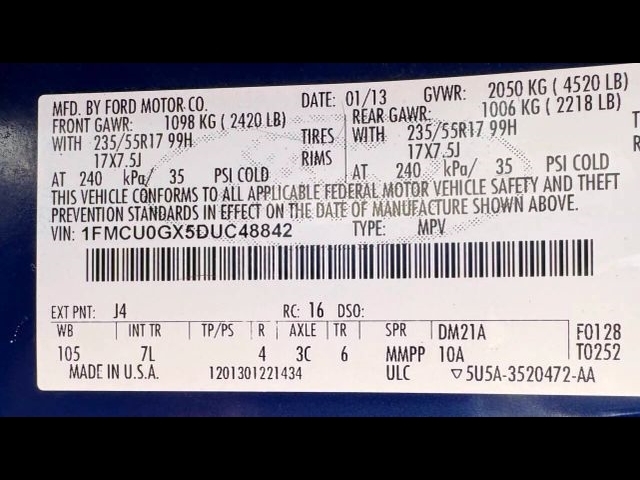 MFD. BY FORD MOTOR CO. DATE: 01/13 GVWR: 2050 KG ( 4520 LB)
FRONT GAWR: 1098 KG ( 2420 LB) REAR GAWR: 1006 KG ( 2218 LB)
WITH 235/55R17 99H TIRES WITH 235/55R17 99H
17X7.5J RIMS 17X7.5J
AT 240 kPa/ 35 PSI COLD AT 240 kPa/ 35 PSI COLD
THIS VEHICLE CONFORMS TO ALL APPLICABLE FEDERAL MOTOR VEHICLE SAFETY AND THEFT
PREVENTION STANDARDS IN EFFECT ON THE DATE OF MANUFACTURE SHOWN ABOVE.
VIN: 1FMCU0GX5DUC48842 TYPE: MPV
EXT PNT: J4 RC: 16 DSO:
WB INT TR TP/PS R AXLE TR SPR DM21A F0128
105 7L 4 3C 6 MMPP 10A T0252
MADE IN U.S.A. 1201301221434 ULC ▽5U5A-3520472-AA